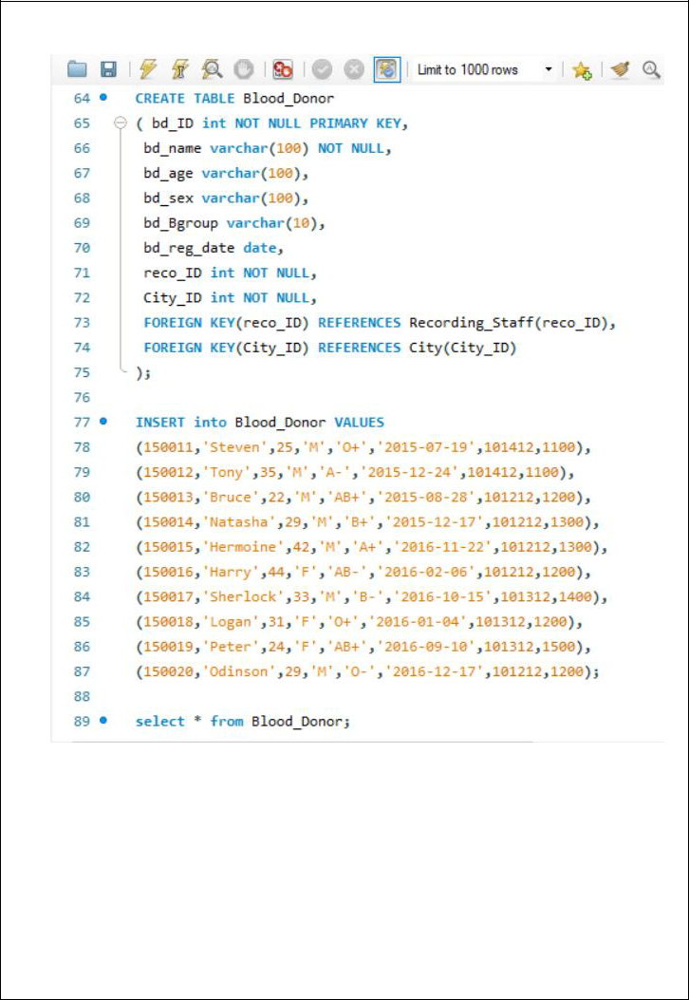 Limit to 1000 rows
64 CREATE TABLE Blood_Donor
65 ( bd_ID int NOT NULL PRIMARY KEY,
66 bd_name varchar(100) NOT NULL,
67 bd_age varchar(100),
68 bd_sex varchar(100),
69 bd_Bgroup varchar(10),
70 bd_reg_date date,
71 reco_ID int NOT NULL,
72 City_ID int NOT NULL,
73 FOREIGN KEY(reco_ID) REFERENCES Recording_Staff(reco_ID),
74 FOREIGN KEY(City_ID) REFERENCES City(City_ID)
75 );
76
77 INSERT into Blood_Donor VALUES
78 (150011,'Steven',25,'M','O+','2015-07-19',101412,1100),
79 (150012,'Tony',35,'M','A-','2015-12-24',101412,1100),
80 (150013,'Bruce',22,'M','AB+','2015-08-28',101212,1200),
81 (150014,'Natasha',29,'M','B+','2015-12-17',101212,1300),
82 (150015,'Hermoine',42,'M','A+','2016-11-22',101212,1300),
83 (150016,'Harry',44,'F','AB-','2016-02-06',101212,1200),
84 (150017,'Sherlock',33,'M','B-','2016-10-15',101312,1400),
85 (150018,'Logan',31,'F','O+','2016-01-04',101312,1200),
86 (150019,'Peter',24,'F','AB+','2016-09-10',101312,1500),
87 (150020,'Odinson',29,'M','O-','2016-12-17',101212,1200);
88
89 select * from Blood_Donor;